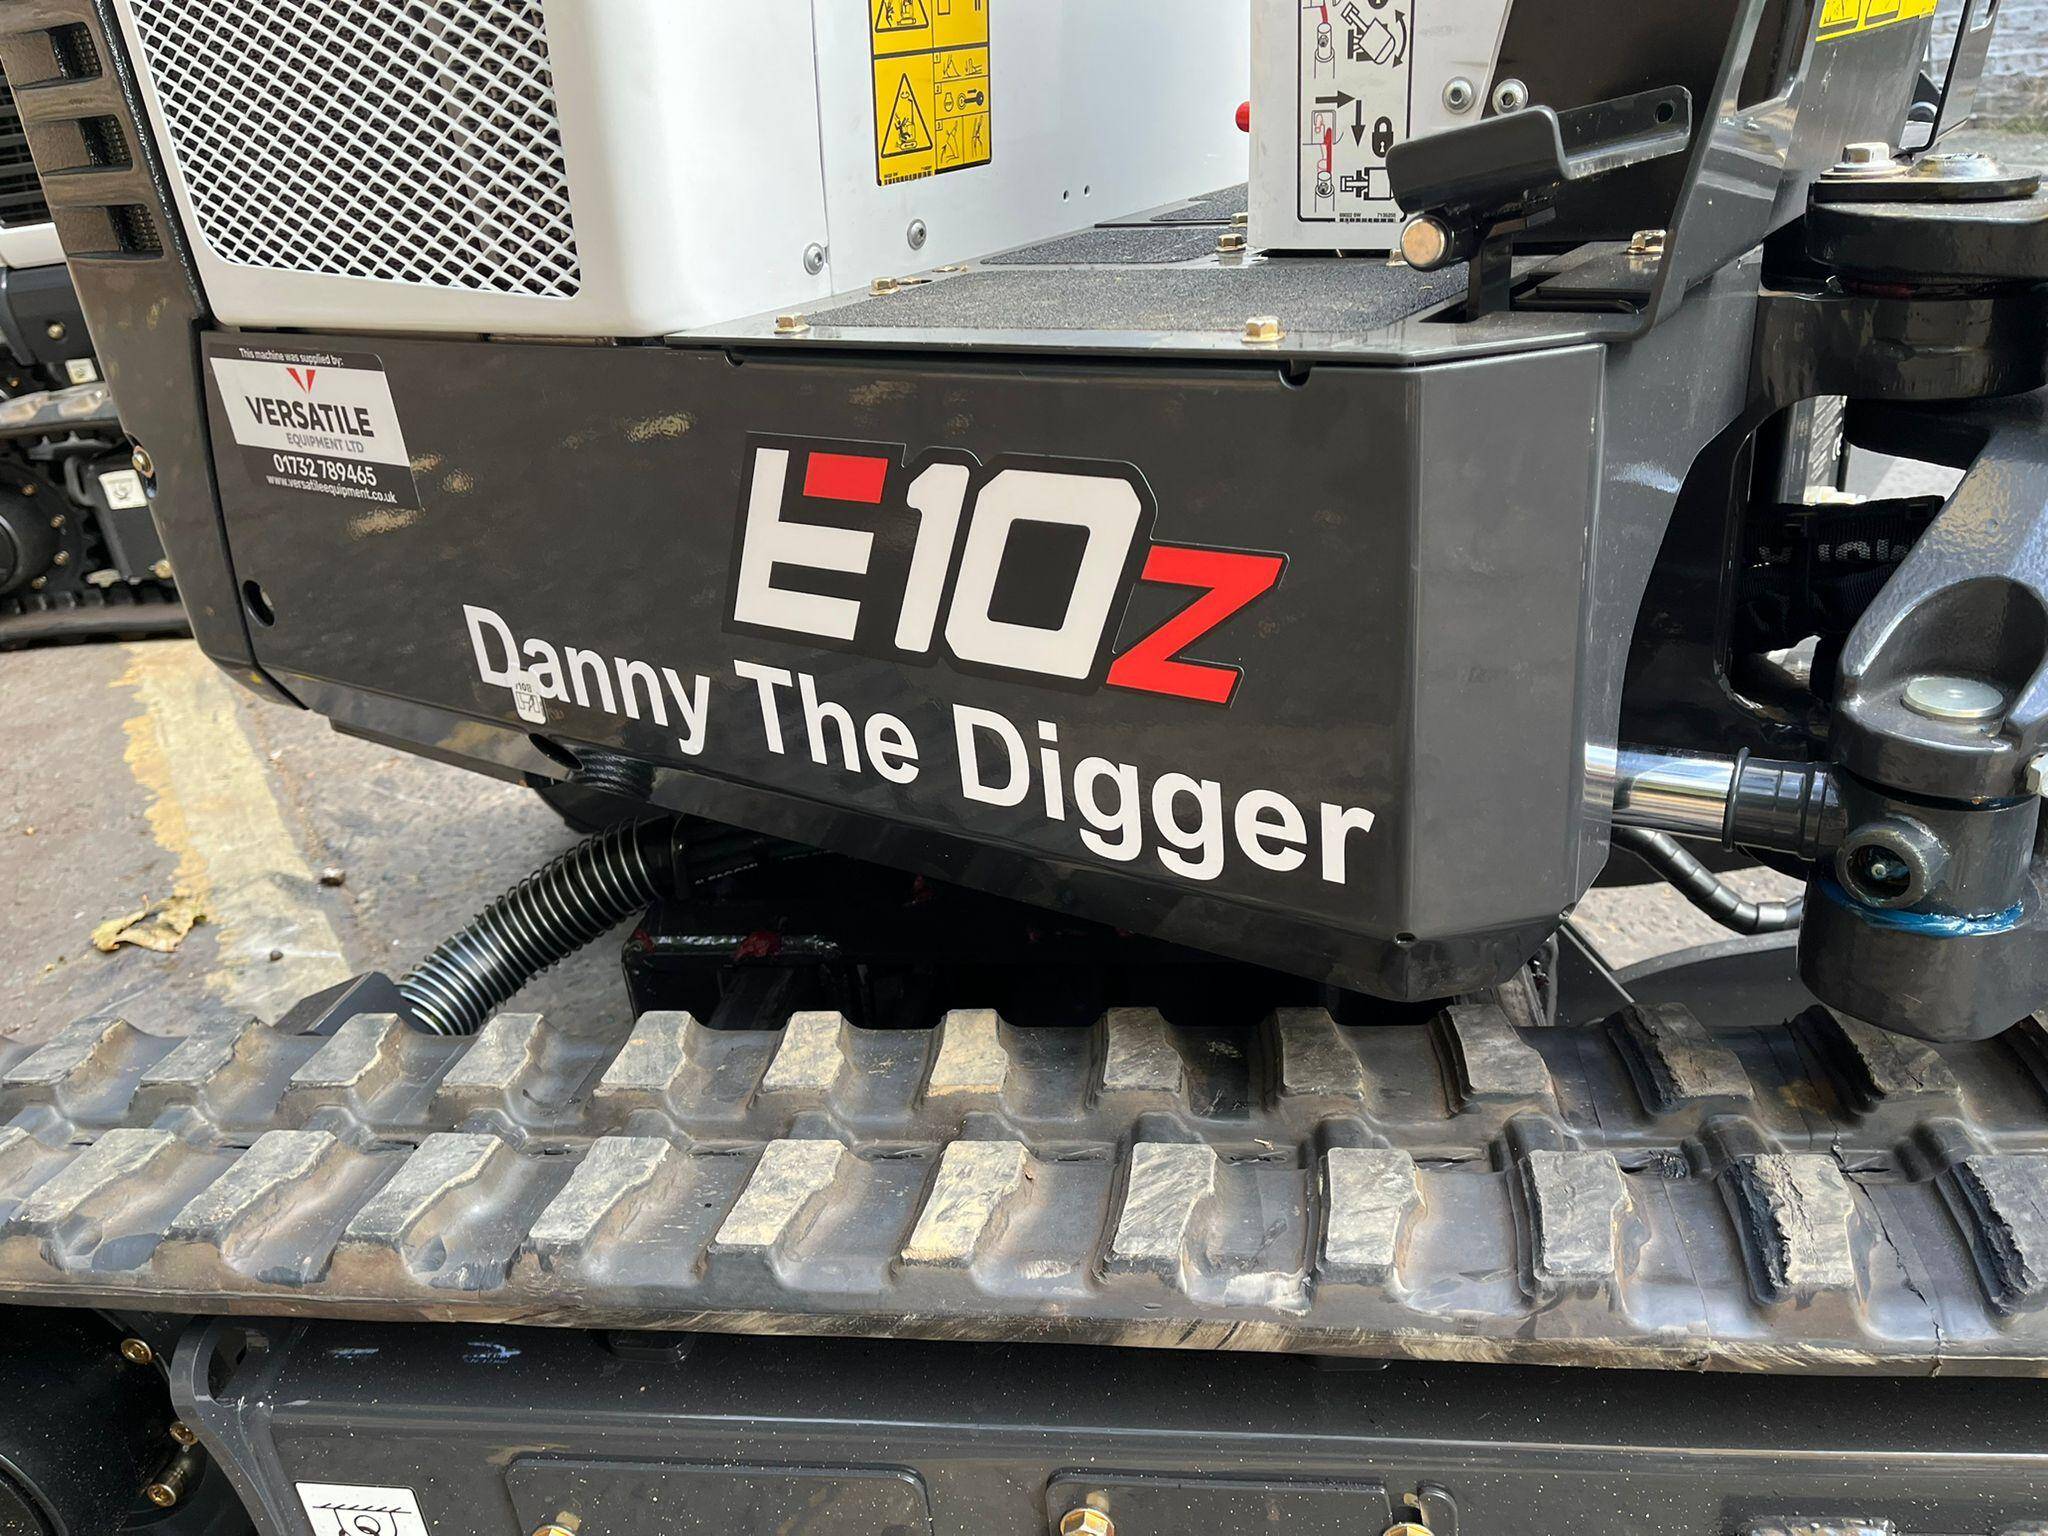 This machine was supplied by:
VERSATILE
EQUIPMENT LTD
01732 789465
www.versatileequipment.co.uk
E10z
Danny The Digger